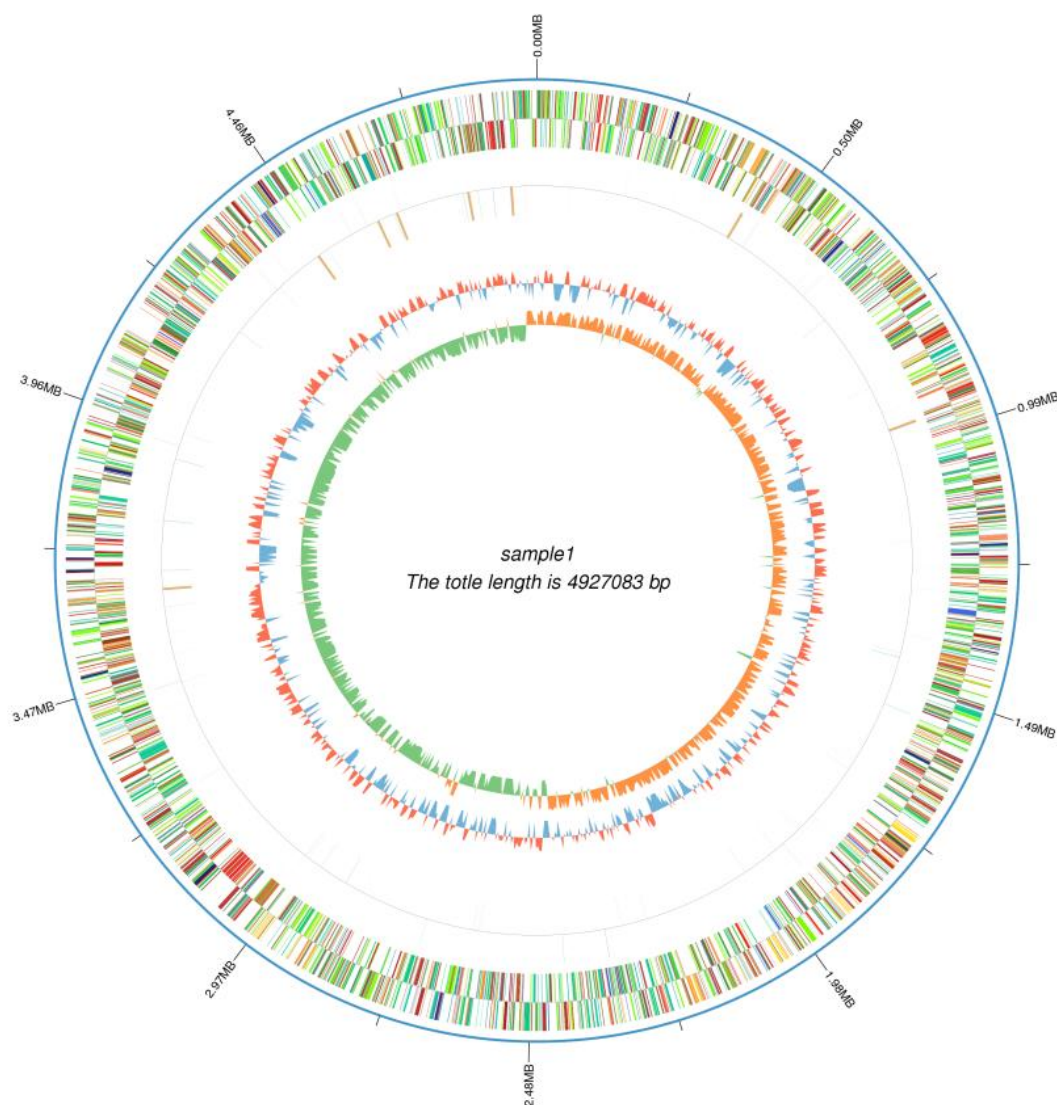 0.00MB
0.50MB
0.99MB
1.49MB
1.98MB
2.48MB
2.97MB
3.47MB
3.96MB
4.46MB
sample1
The totle length is 4927083 bp